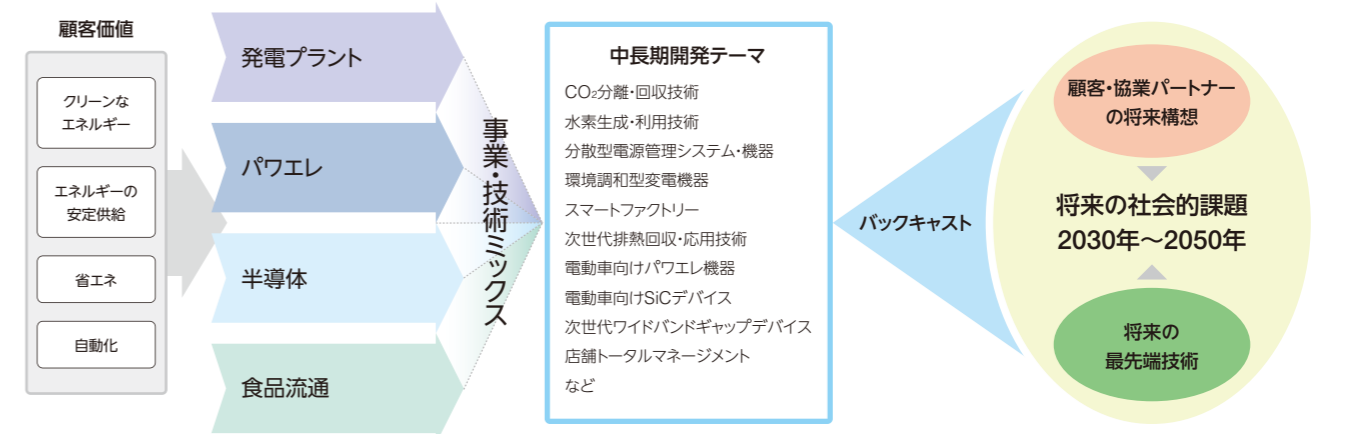 顧客価値
クリーンな
エネルギー
エネルギーの
安定供給
省エネ
自動化
発電プラント
パワエレ
半導体
食品流通
事業・技術ミックス
中長期開発テーマ
CO₂分離・回収技術
水素生成・利用技術
分散型電源管理システム・機器
環境調和型変電機器
スマートファクトリー
次世代排熱回収・応用技術
電動車向けパワエレ機器
電動車向けSiCデバイス
次世代ワイドバンドギャップデバイス
店舗トータルマネージメント
など
バックキャスト
顧客・協業パートナー
の将来構想
将来の社会的課題
2030年〜2050年
将来の
最先端技術